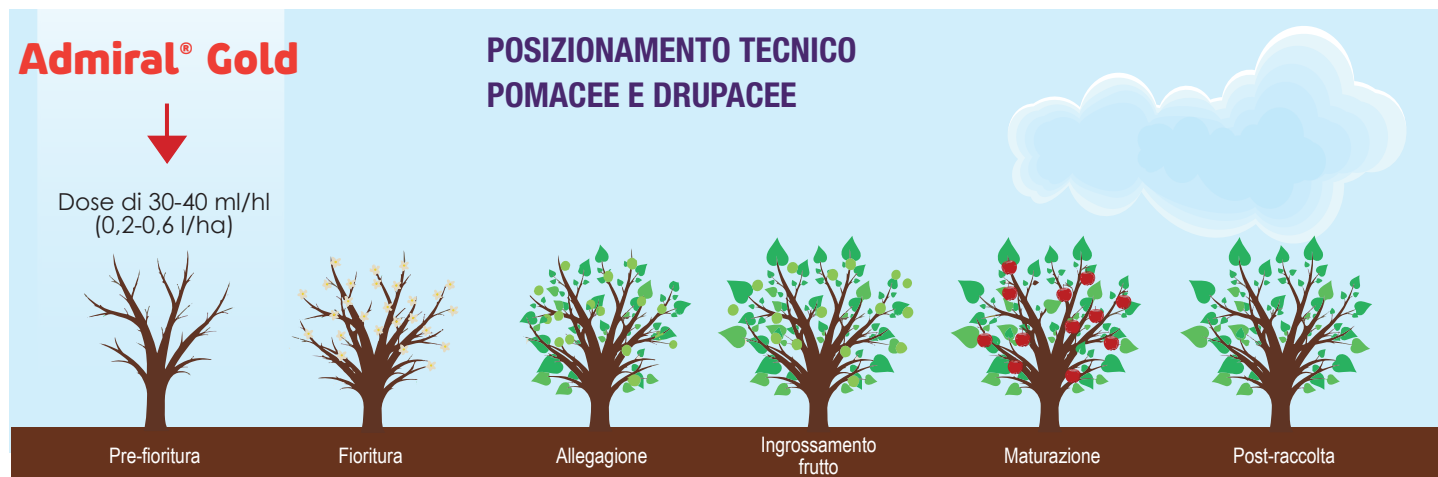 Admiral® Gold
POSIZIONAMENTO TECNICO
POMACEE E DRUPACEE
Dose di 30-40 ml/hl
(0,2-0,6 l/ha)
Pre-fioritura
Fioritura
Allegagione
Ingrossamento
frutto
Maturazione
Post-raccolta